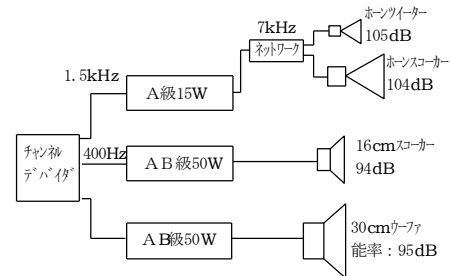 ホーンツイーター
105dB
7kHz
ネットワーク
ホーンスコーカー
104dB
1.5kHz
A級15W
チャンネル
デバイダ
400Hz
AB級50W
16cmスコーカー
94dB
AB級50W
30cmウーファ
能率：95dB